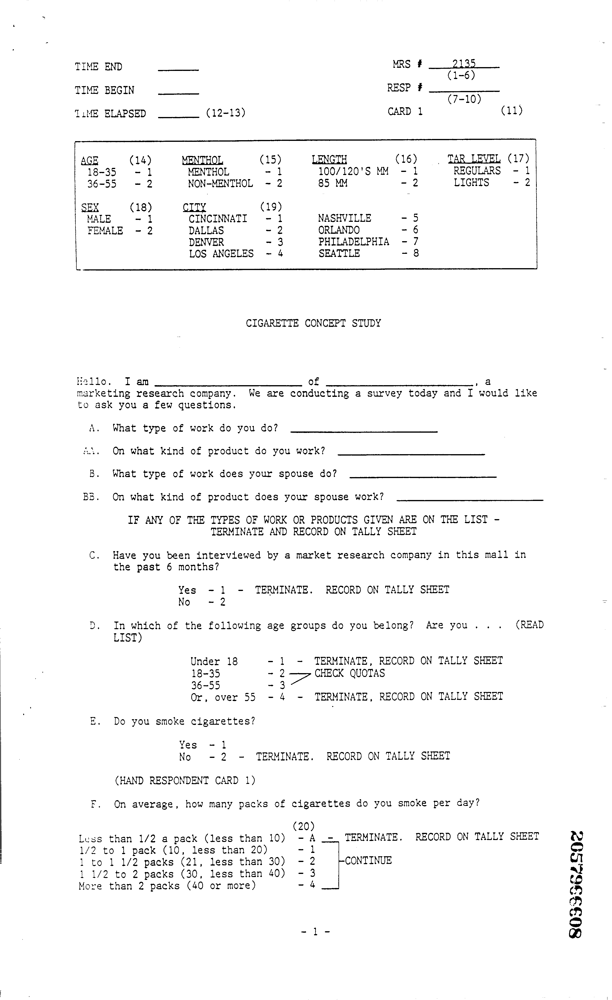 TIME END ______ MRS # 2135
(1-6)
TIME BEGIN ______ RESP # ______
(7-10)
TIME ELAPSED ______ (12-13) CARD 1 (11)
AGE (14) MENTHOL (15) LENGTH (16) TAR LEVEL (17)
18-35 - 1 MENTHOL - 1 100/120'S MM - 1 REGULARS - 1
36-55 - 2 NON-MENTHOL - 2 85 MM - 2 LIGHTS - 2
SEX (18) CITY (19)
MALE - 1 CINCINNATI - 1 NASHVILLE - 5
FEMALE - 2 DALLAS - 2 ORLANDO - 6
DENVER - 3 PHILADELPHIA - 7
LOS ANGELES - 4 SEATTLE - 8
CIGARETTE CONCEPT STUDY
Hello. I am ______ of ______, a
marketing research company. We are conducting a survey today and I would like
to ask you a few questions.
A. What type of work do you do? ______
AA. On what kind of product do you work? ______
B. What type of work does your spouse do? ______
BB. On what kind of product does your spouse work? ______
IF ANY OF THE TYPES OF WORK OR PRODUCTS GIVEN ARE ON THE LIST -
TERMINATE AND RECORD ON TALLY SHEET
C. Have you been interviewed by a market research company in this mall in
the past 6 months?
Yes - 1 - TERMINATE. RECORD ON TALLY SHEET
No - 2
D. In which of the following age groups do you belong? Are you . . . (READ
LIST)
Under 18 - 1 - TERMINATE, RECORD ON TALLY SHEET
18-35 - 2 CHECK QUOTAS
36-55 - 3
Or, over 55 - 4 - TERMINATE, RECORD ON TALLY SHEET
E. Do you smoke cigarettes?
Yes - 1
No - 2 - TERMINATE. RECORD ON TALLY SHEET
(HAND RESPONDENT CARD 1)
F. On average, how many packs of cigarettes do you smoke per day?
(20)
Less than 1/2 a pack (less than 10) - A - TERMINATE. RECORD ON TALLY SHEET
1/2 to 1 pack (10, less than 20) - 1
1 to 1 1/2 packs (21, less than 30) - 2 CONTINUE
1 1/2 to 2 packs (30, less than 40) - 3
More than 2 packs (40 or more) - 4
- 1 -
2057966608